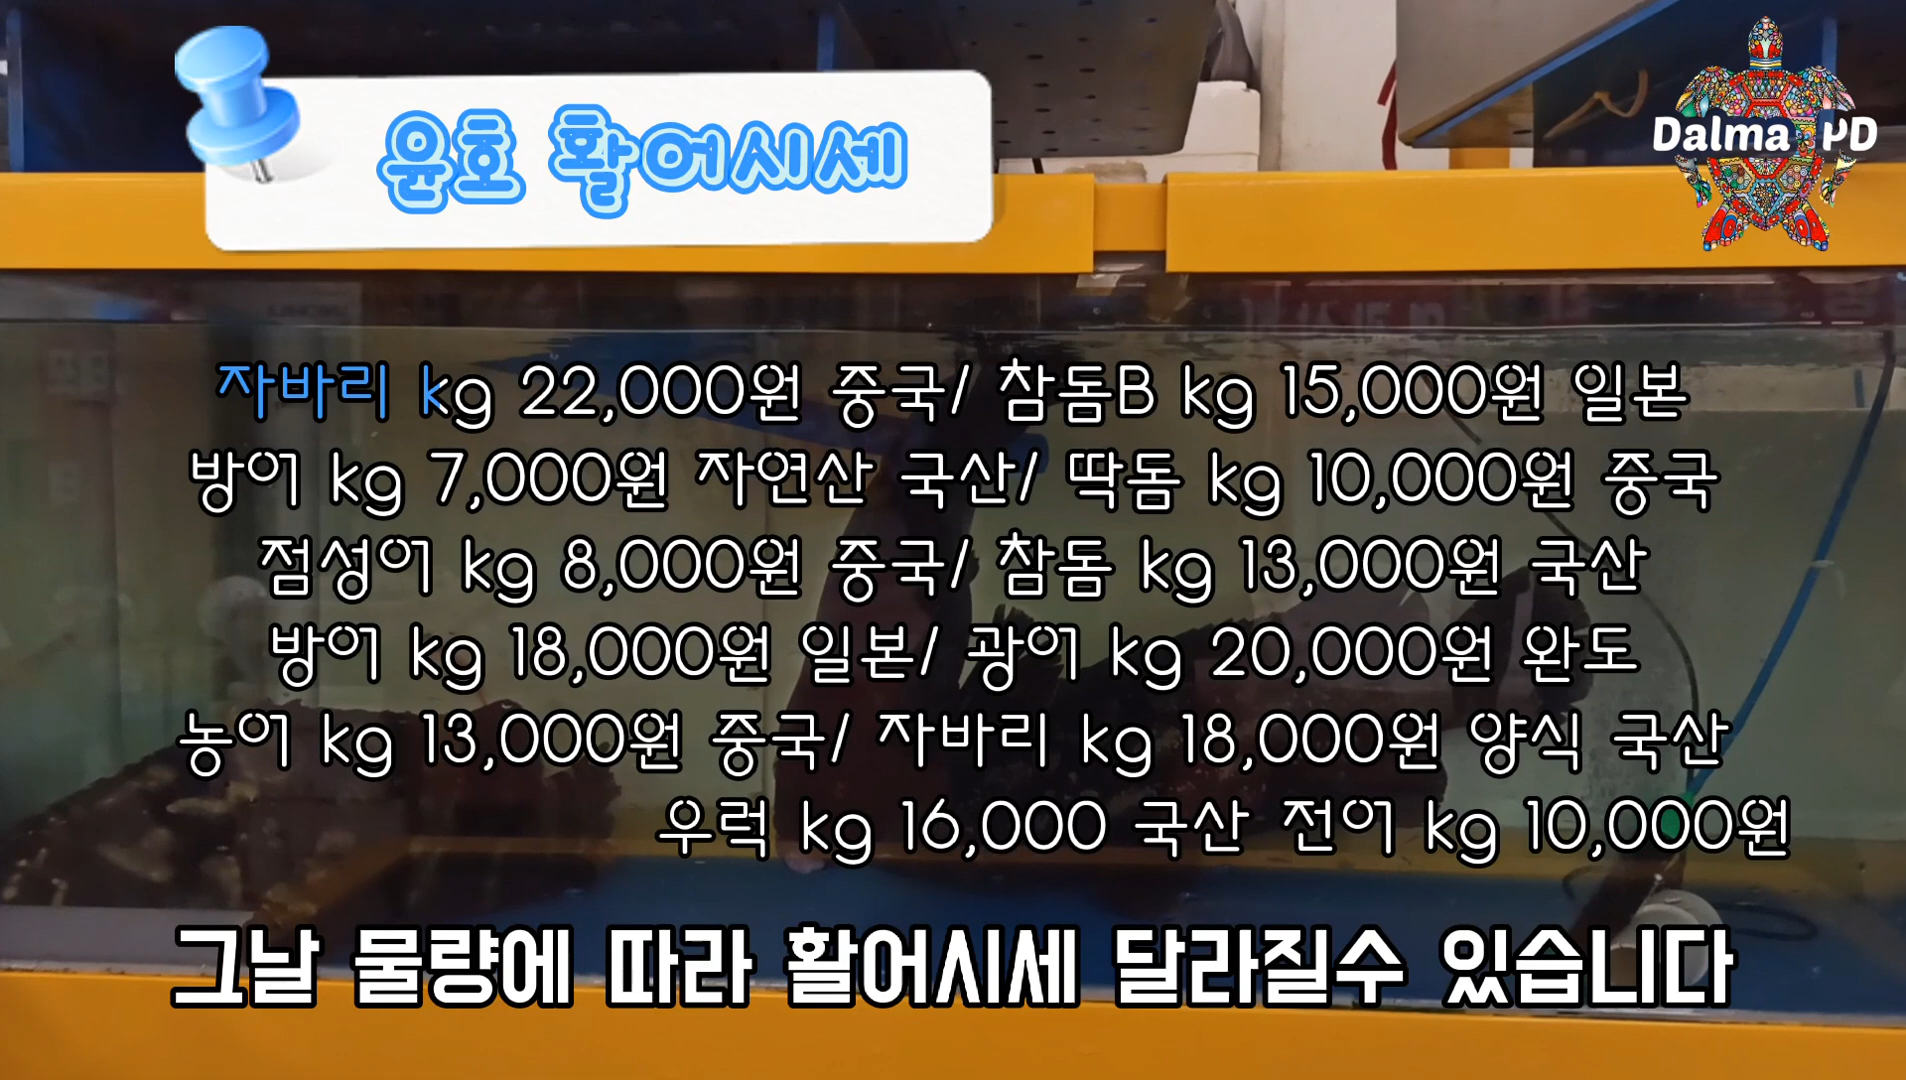 윤호 활어시세
Dalma PD
자바리 kg 22,000원 중국/ 참돔B kg 15,000원 일본
방어 kg 7,000원 자연산 국산/ 딱돔 kg 10,000원 중국
점성어 kg 8,000원 중국/ 참돔 kg 13,000원 국산
방어 kg 18,000원 일본/ 광어 kg 20,000원 완도
농어 kg 13,000원 중국/ 자바리 kg 18,000원 양식 국산
우럭 kg 16,000 국산 전어 kg 10,000원
그날 물량에 따라 활어시세 달라질수 있습니다